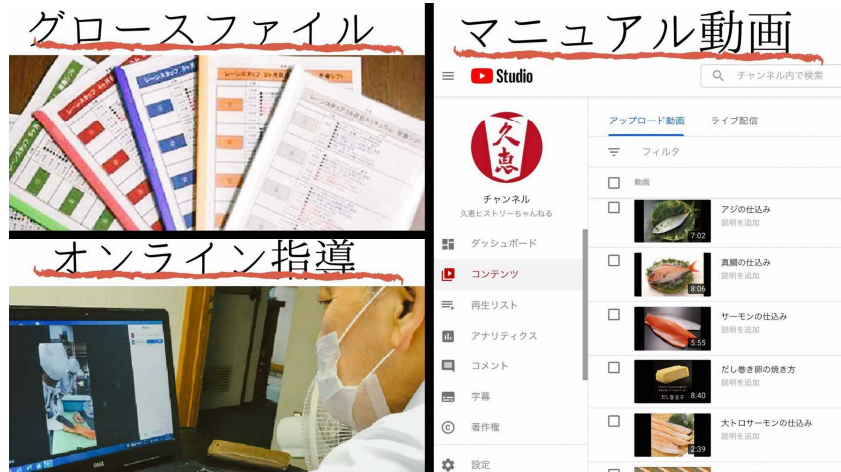 グロースファイル
オンライン指導
マニュアル動画
Studio
チャンネル内で検索
久恵
チャンネル
久恵ヒストリーちゃんねる
ダッシュボード
コンテンツ
再生リスト
アナリティクス
コメント
字幕
著作権
設定
アップロード動画
ライブ配信
フィルタ
動画
7:02
アジの仕込み
説明を追加
8:06
真鯛の仕込み
説明を追加
5:55
サーモンの仕込み
説明を追加
だし巻玉子
8:40
だし巻き卵の焼き方
説明を追加
2:39
大トロサーモンの仕込み
説明を追加